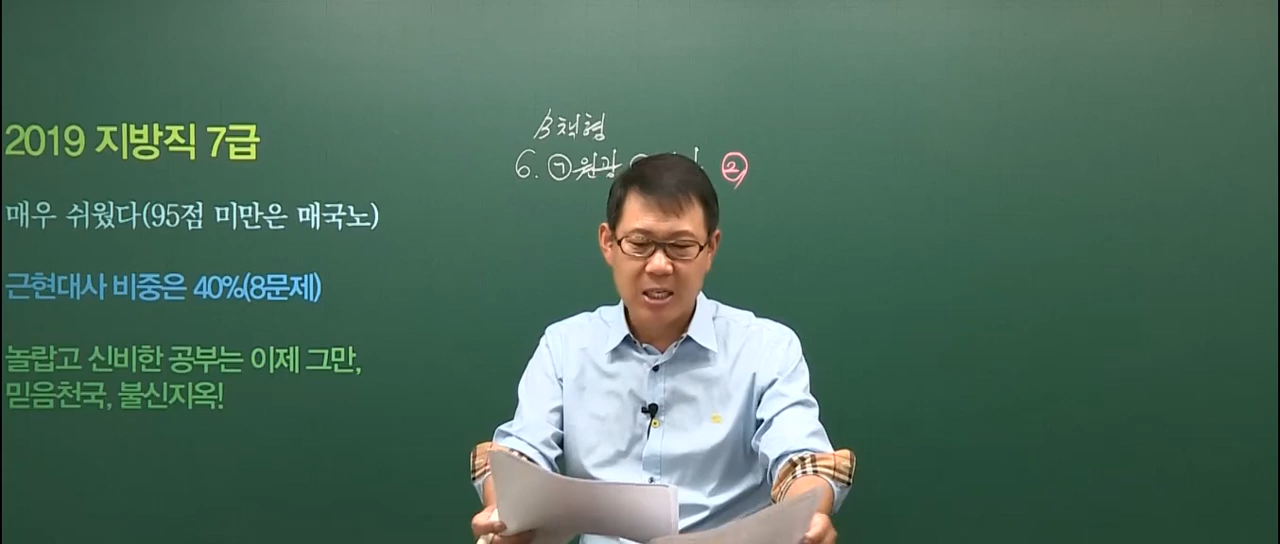 2019 지방직 7급
매우 쉬웠다(95점 미만은 매국노)
근현대사 비중은 40%(8문제)
놀랍고 신비한 공부는 이제 그만,
믿음천국, 불신지옥!
B책형
6. ㉠원광 ②